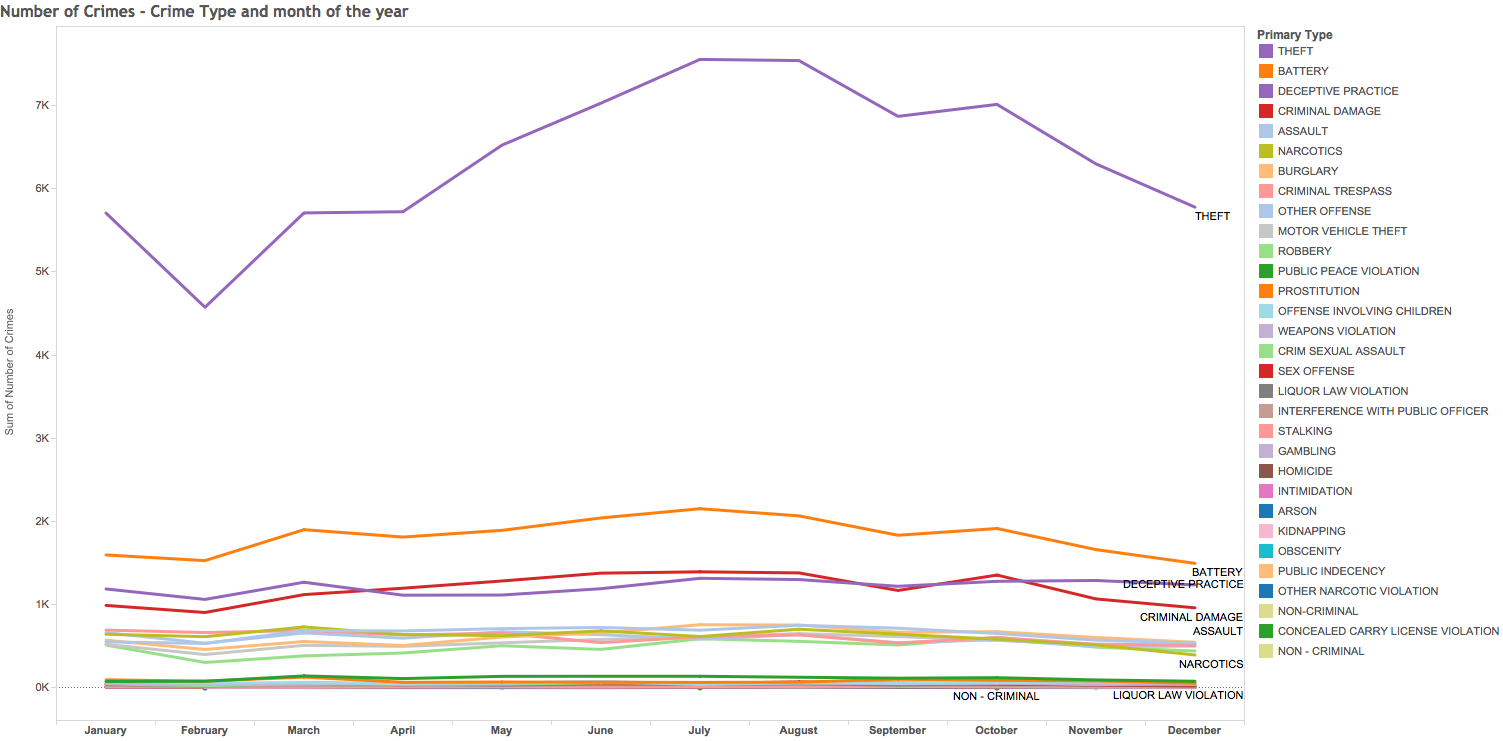 Number of Crimes - Crime Type and month of the year
Sum of Number of Crimes
7K
6K
5K
4K
3K
2K
1K
0K
THEFT
BATTERY
DECEPTIVE PRACTICE
CRIMINAL DAMAGE
ASSAULT
NARCOTICS
NON - CRIMINAL
LIQUOR LAW VIOLATION
January
February
March
April
May
June
July
August
September
October
November
December
Primary Type
THEFT
BATTERY
DECEPTIVE PRACTICE
CRIMINAL DAMAGE
ASSAULT
NARCOTICS
BURGLARY
CRIMINAL TRESPASS
OTHER OFFENSE
MOTOR VEHICLE THEFT
ROBBERY
PUBLIC PEACE VIOLATION
PROSTITUTION
OFFENSE INVOLVING CHILDREN
WEAPONS VIOLATION
CRIM SEXUAL ASSAULT
SEX OFFENSE
LIQUOR LAW VIOLATION
INTERFERENCE WITH PUBLIC OFFICER
STALKING
GAMBLING
HOMICIDE
INTIMIDATION
ARSON
KIDNAPPING
OBSCENITY
PUBLIC INDECENCY
OTHER NARCOTIC VIOLATION
NON-CRIMINAL
CONCEALED CARRY LICENSE VIOLATION
NON - CRIMINAL